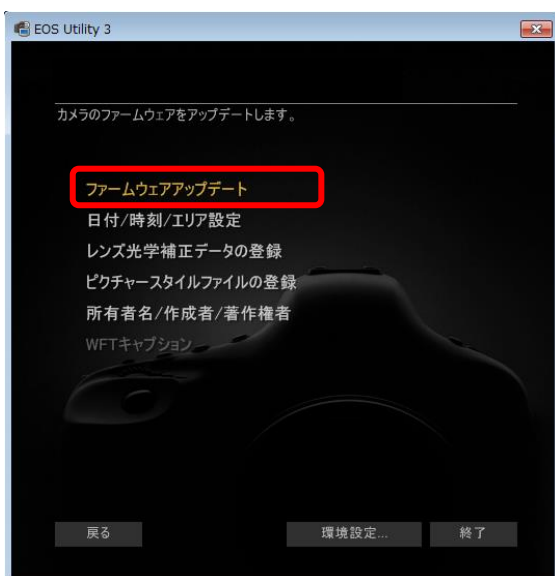 EOS Utility 3
カメラのファームウェアをアップデートします。
ファームウェアアップデート
日付/時刻/エリア設定
レンズ光学補正データの登録
ピクチャースタイルファイルの登録
所有者名/作成者/著作権者
WFTキャプション
戻る 環境設定... 終了